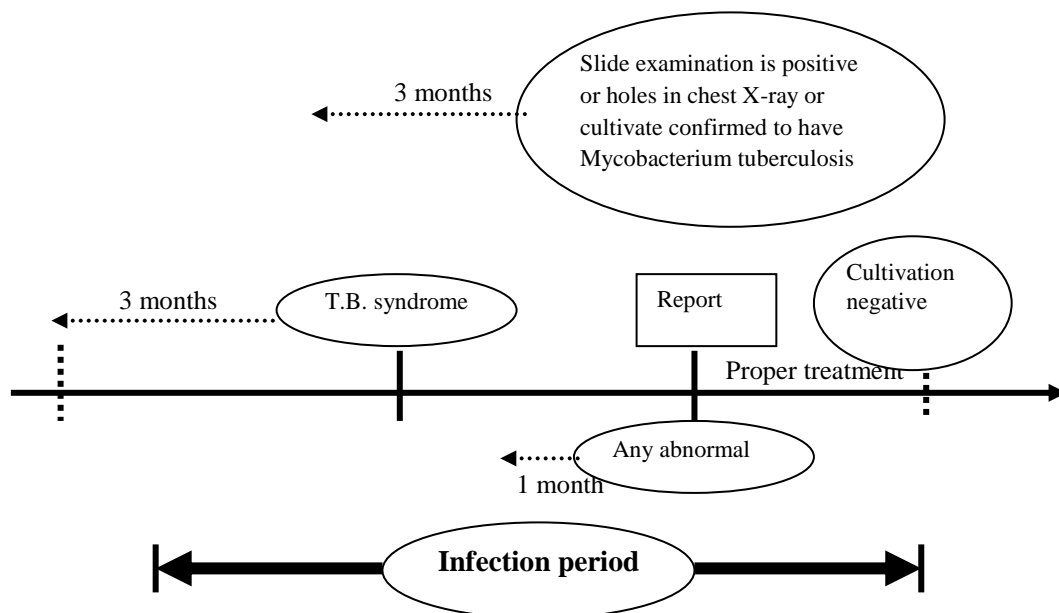 Slide examination is positive
or holes in chest X-ray or
cultivate confirmed to have
Mycobacterium tuberculosis
3 months
3 months
T.B. syndrome
Report
Cultivation
negative
Proper treatment
Any abnormal
1 month
Infection period